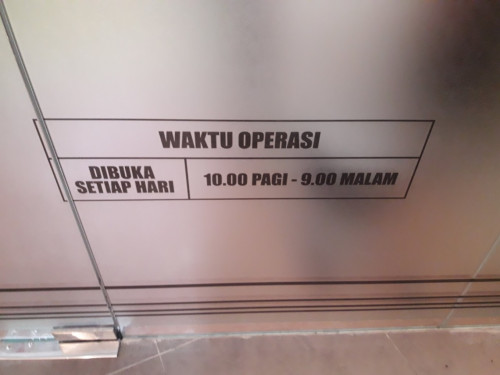 WAKTU OPERASI
DIBUKA
SETIAP HARI
10.00 PAGI - 9.00 MALAM